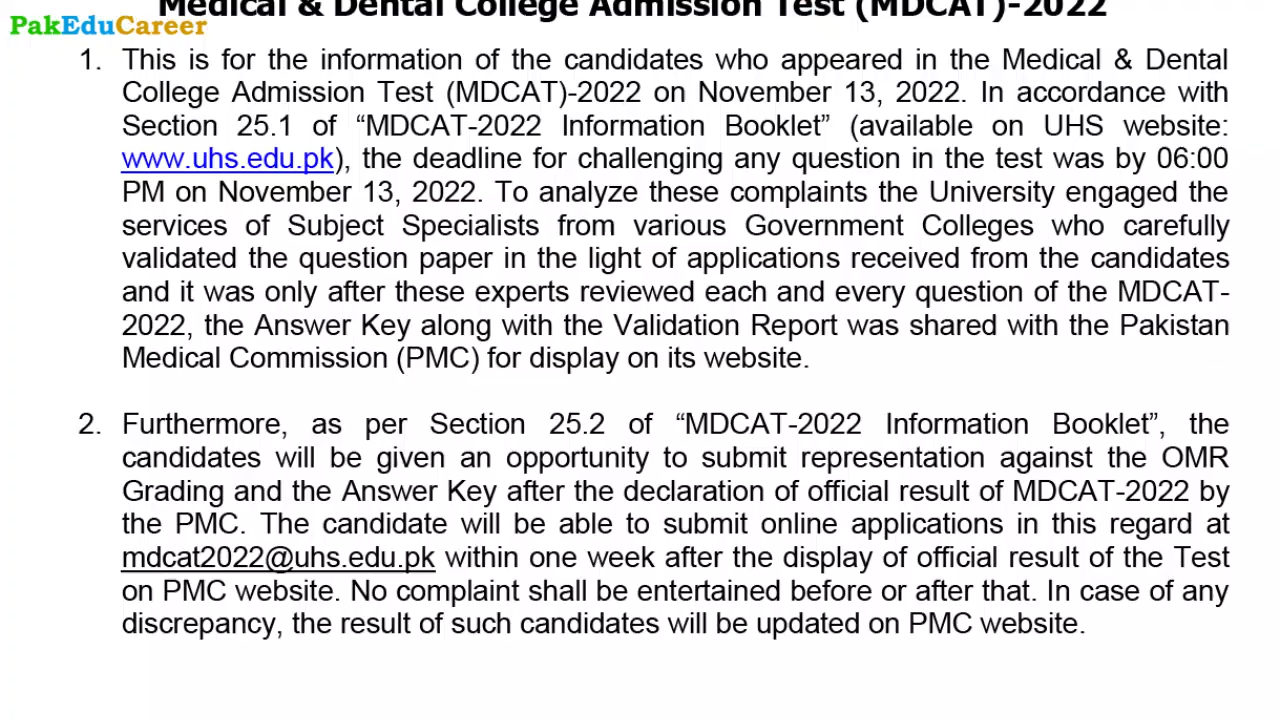 Medical & Dental College Admission Test (MDCAT)-2022
PakEduCareer
1. This is for the information of the candidates who appeared in the Medical & Dental
College Admission Test (MDCAT)-2022 on November 13, 2022. In accordance with
Section 25.1 of “MDCAT-2022 Information Booklet” (available on UHS website:
www.uhs.edu.pk), the deadline for challenging any question in the test was by 06:00
PM on November 13, 2022. To analyze these complaints the University engaged the
services of Subject Specialists from various Government Colleges who carefully
validated the question paper in the light of applications received from the candidates
and it was only after these experts reviewed each and every question of the MDCAT-
2022, the Answer Key along with the Validation Report was shared with the Pakistan
Medical Commission (PMC) for display on its website.
2. Furthermore, as per Section 25.2 of “MDCAT-2022 Information Booklet”, the
candidates will be given an opportunity to submit representation against the OMR
Grading and the Answer Key after the declaration of official result of MDCAT-2022 by
the PMC. The candidate will be able to submit online applications in this regard at
mdcat2022@uhs.edu.pk within one week after the display of official result of the Test
on PMC website. No complaint shall be entertained before or after that. In case of any
discrepancy, the result of such candidates will be updated on PMC website.